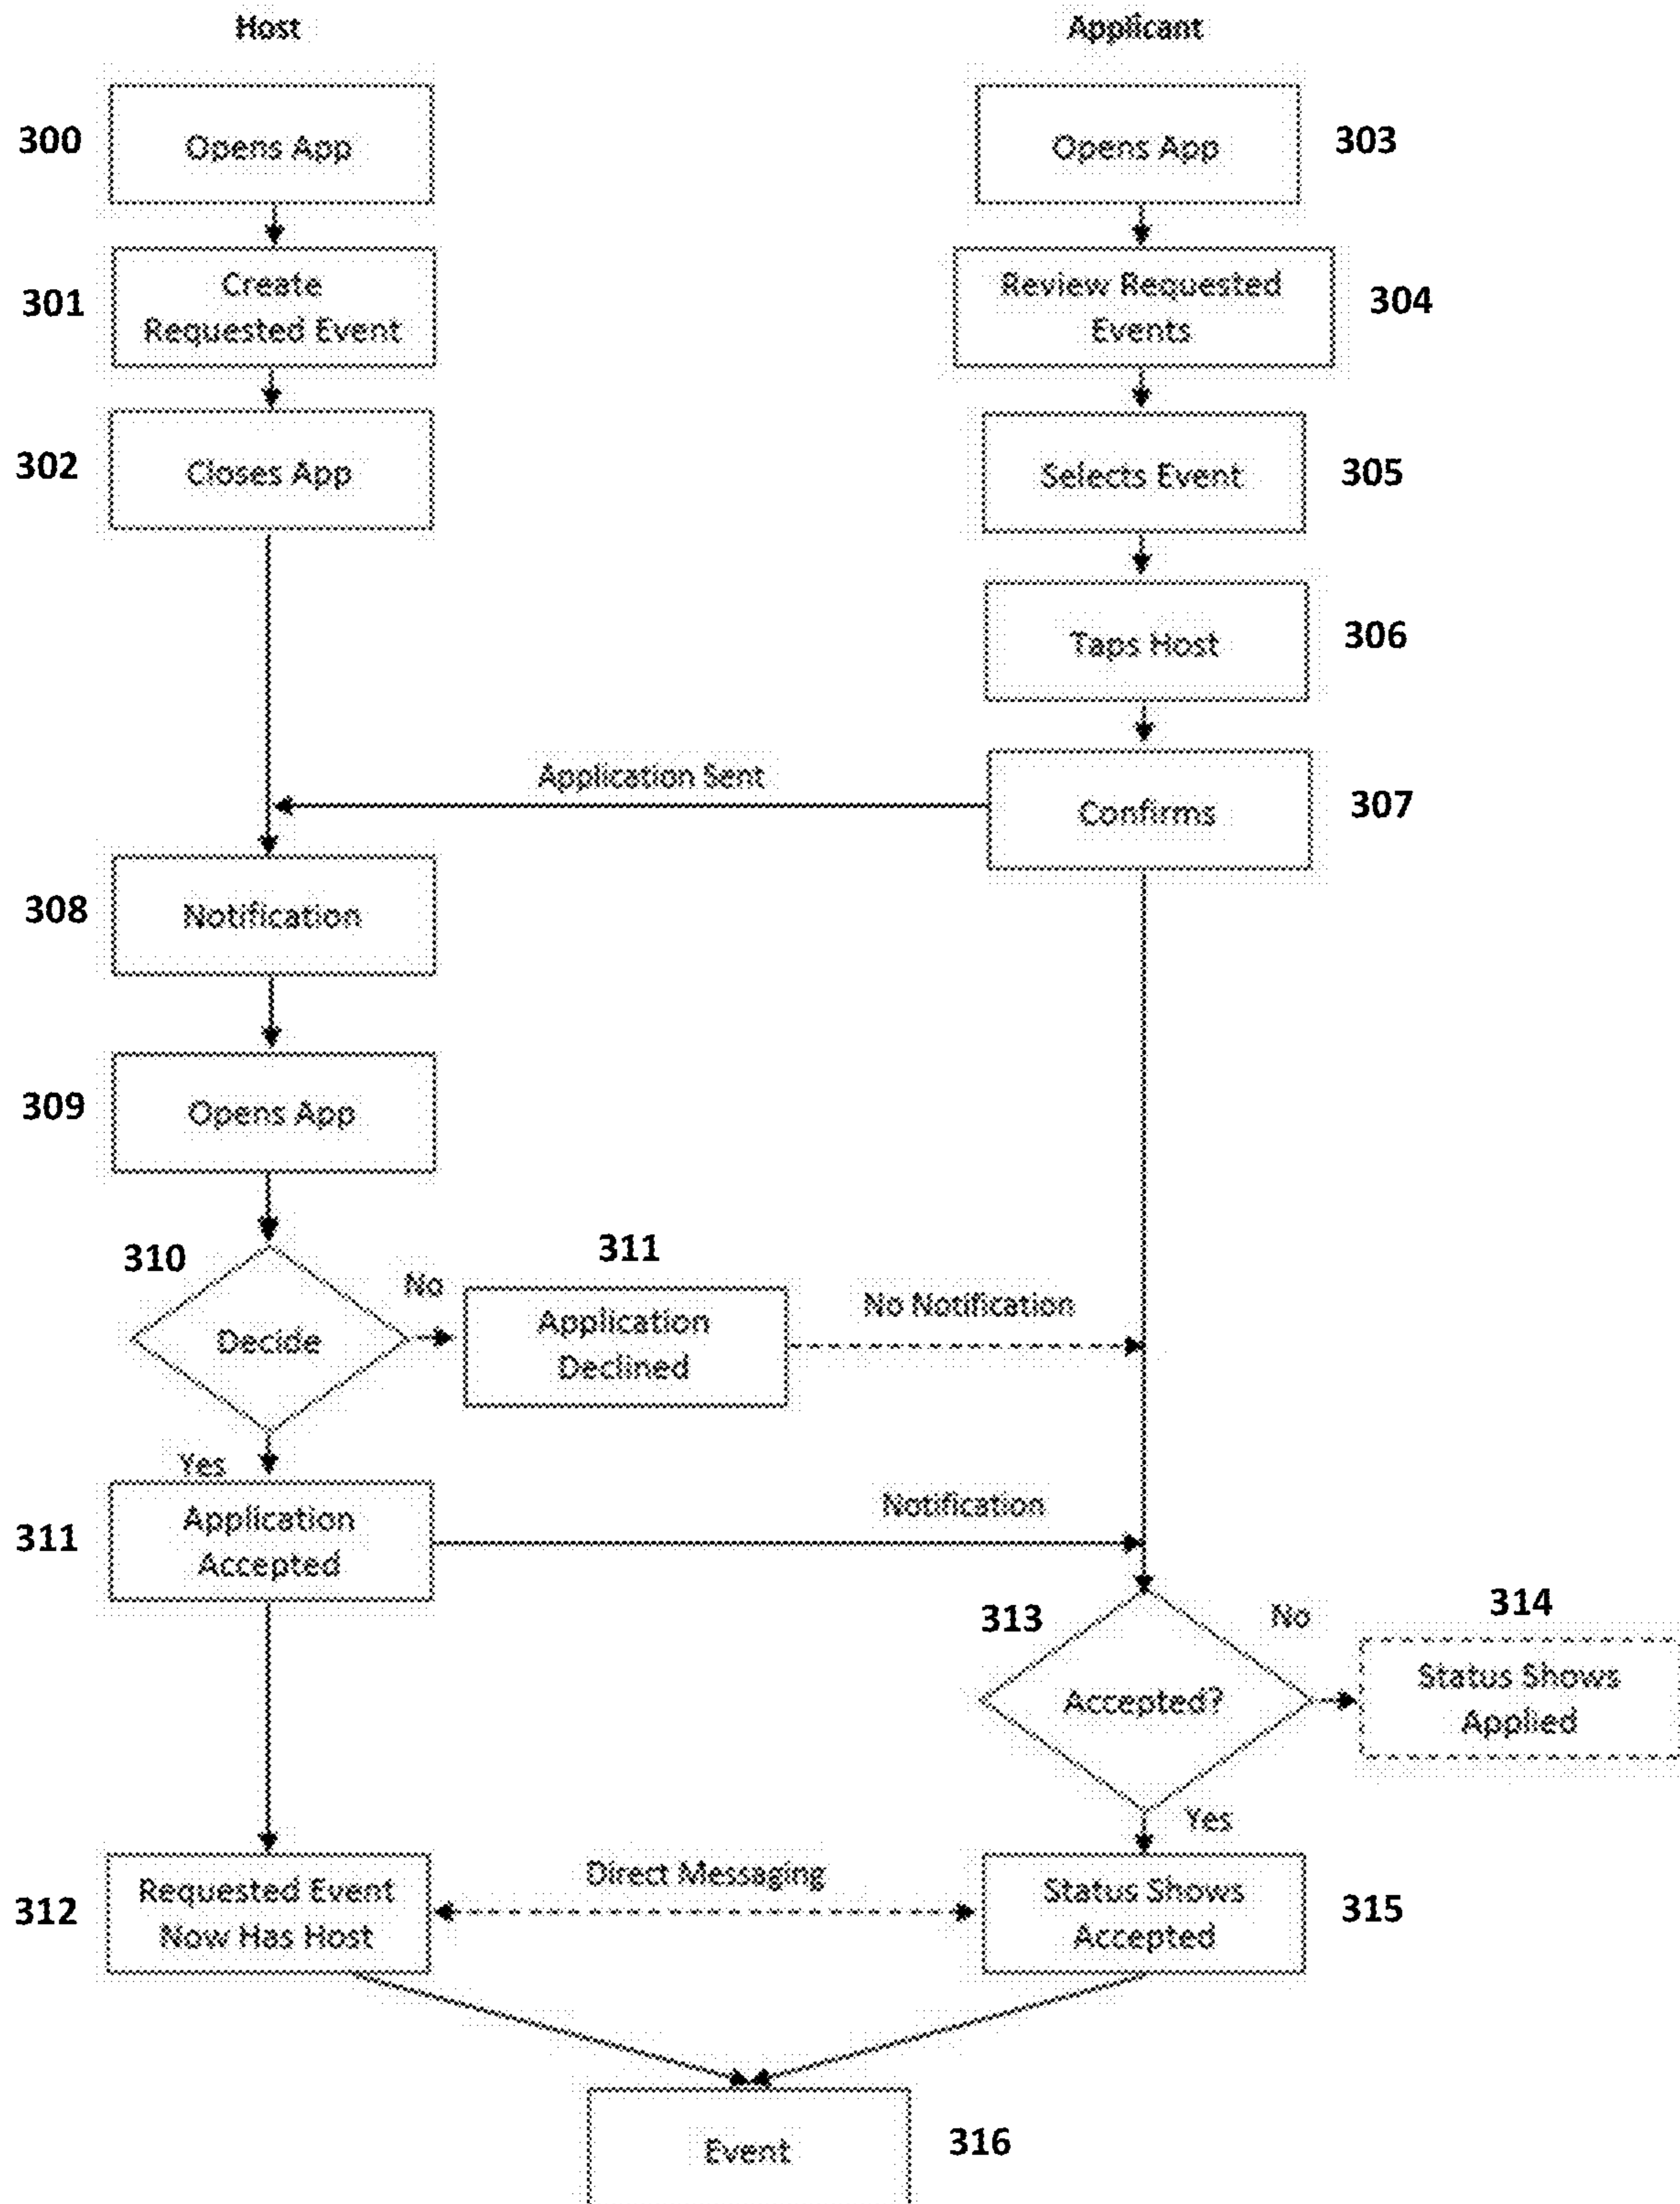 Host
Applicant
300
Opens App
Opens App
303
301
Create
Requested Event
Review Requested
Events
304
302
Closes App
Selects Event
305
Taps Host
306
Application Sent
Confirms
307
308
Notification
309
Opens App
310
Decide
No
311
Application
Declined
No Notification
Yes
311
Application
Accepted
Notification
313
Accepted?
No
314
Status Shows
Applied
Yes
312
Requested Event
Now Has Host
Direct Messaging
Status Shows
Accepted
315
Event
316